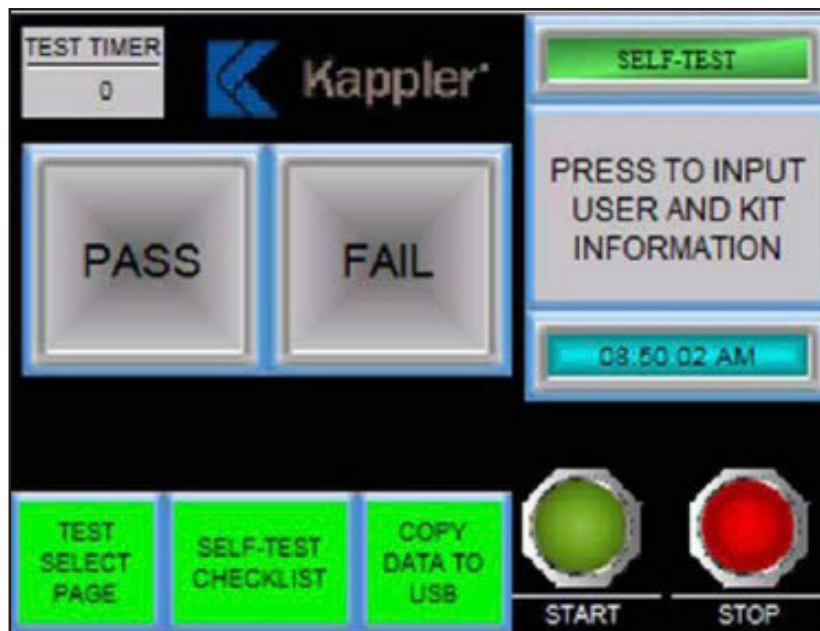 TEST TIMER
0
Kappler
SELF-TEST
PASS
FAIL
PRESS TO INPUT
USER AND KIT
INFORMATION
08:50:02 AM
TEST
SELECT
PAGE
SELF-TEST
CHECKLIST
COPY
DATA TO
USB
START
STOP